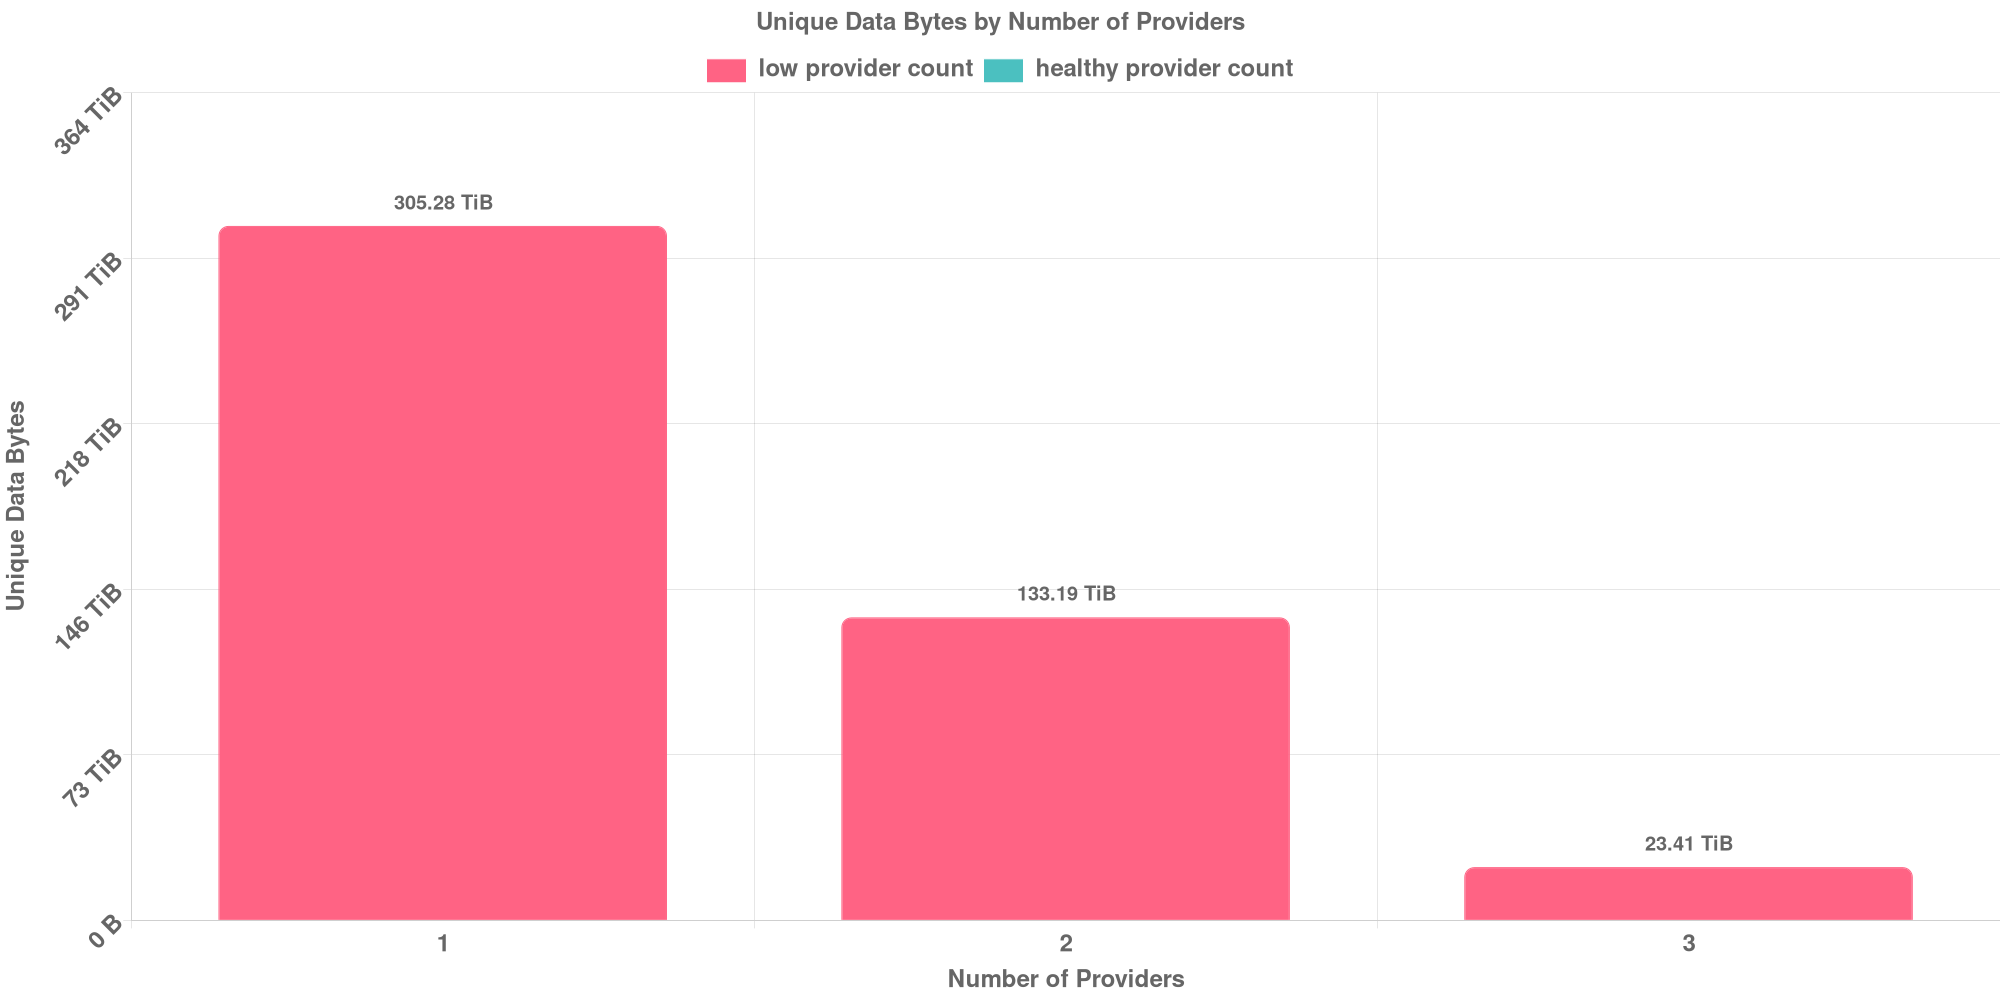 Unique Data Bytes by Number of Providers
low provider count
healthy provider count
364 TiB
291 TiB
218 TiB
146 TiB
73 TiB
0 B
Unique Data Bytes
305.28 TiB
133.19 TiB
23.41 TiB
1
2
3
Number of Providers